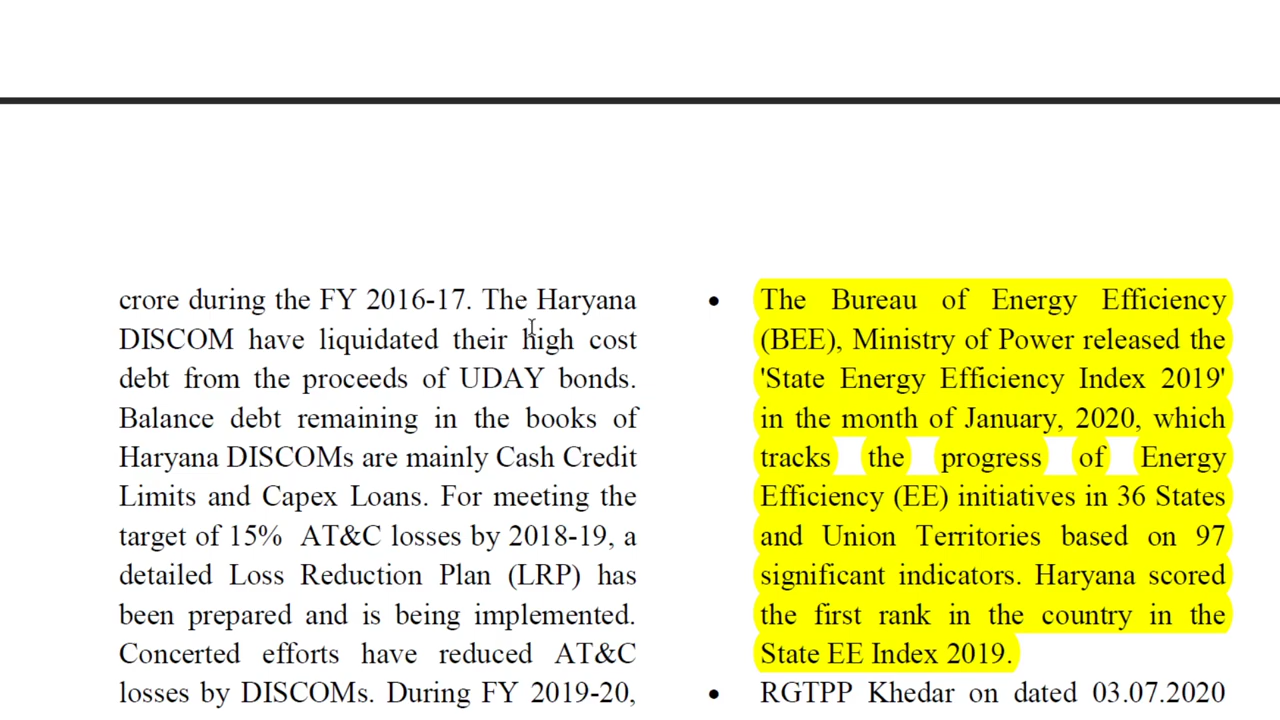 crore during the FY 2016-17. The Haryana
DISCOM have liquidated their high cost
debt from the proceeds of UDAY bonds.
Balance debt remaining in the books of
Haryana DISCOMs are mainly Cash Credit
Limits and Capex Loans. For meeting the
target of 15% AT&C losses by 2018-19, a
detailed Loss Reduction Plan (LRP) has
been prepared and is being implemented.
Concerted efforts have reduced AT&C
losses by DISCOMs. During FY 2019-20,
• The Bureau of Energy Efficiency
(BEE), Ministry of Power released the
'State Energy Efficiency Index 2019'
in the month of January, 2020, which
tracks the progress of Energy
Efficiency (EE) initiatives in 36 States
and Union Territories based on 97
significant indicators. Haryana scored
the first rank in the country in the
State EE Index 2019.
• RGTPP Khedar on dated 03.07.2020